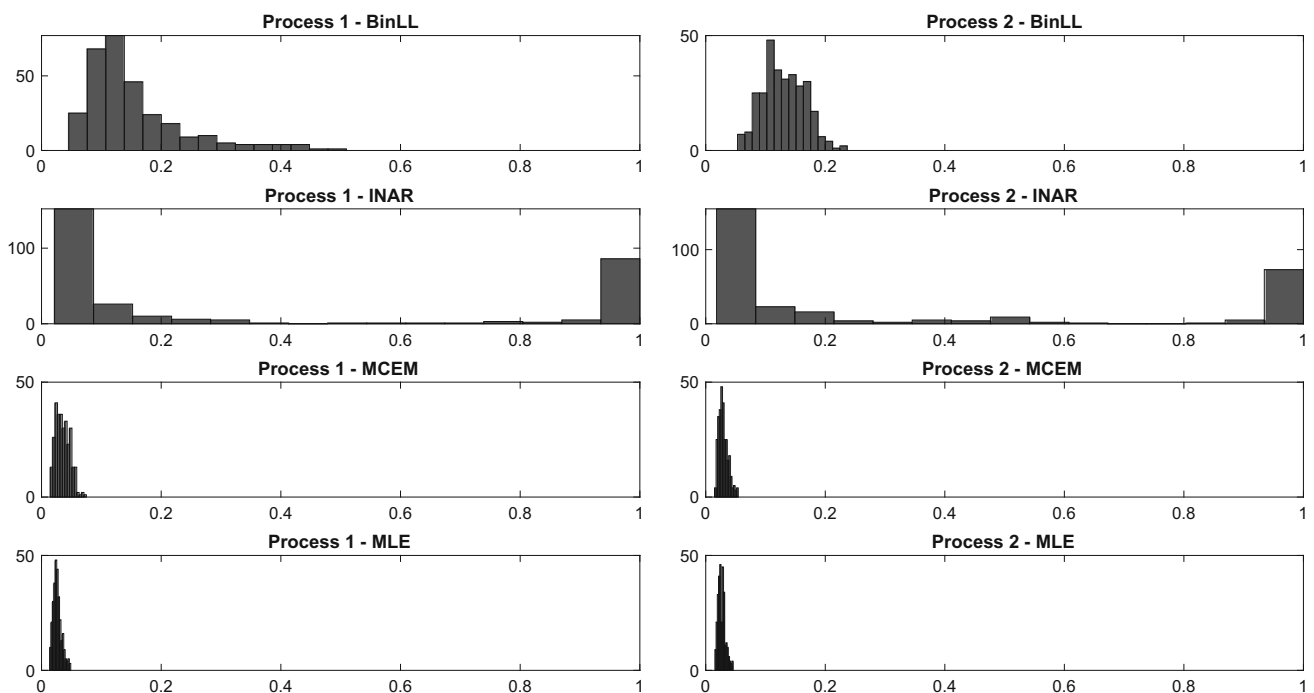 Process 1 - BinLL
50
0
0 0.2 0.4 0.6 0.8 1
Process 2 - BinLL
50
0
0 0.2 0.4 0.6 0.8 1
Process 1 - INAR
100
0
0 0.2 0.4 0.6 0.8 1
Process 2 - INAR
100
0
0 0.2 0.4 0.6 0.8 1
Process 1 - MCEM
50
0
0 0.2 0.4 0.6 0.8 1
Process 2 - MCEM
50
0
0 0.2 0.4 0.6 0.8 1
Process 1 - MLE
50
0
0 0.2 0.4 0.6 0.8 1
Process 2 - MLE
50
0
0 0.2 0.4 0.6 0.8 1